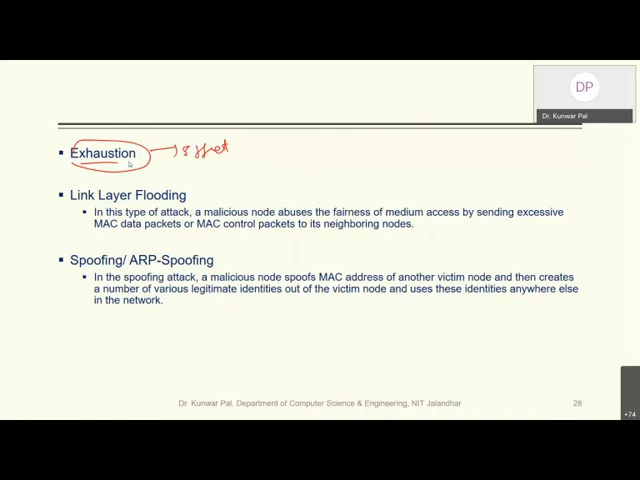 DP
Dr. Kunwar Pal
Exhaustion
Link Layer Flooding
In this type of attack, a malicious node abuses the fairness of medium access by sending excessive
MAC data packets or MAC control packets to its neighboring nodes.
Spoofing/ ARP-Spoofing
In the spoofing attack, a malicious node spoofs MAC address of another victim node and then creates
a number of various legitimate identities out of the victim node and uses these identities anywhere else
in the network.
Dr. Kunwar Pal, Department of Computer Science & Engineering, NIT Jalandhar
28
+74